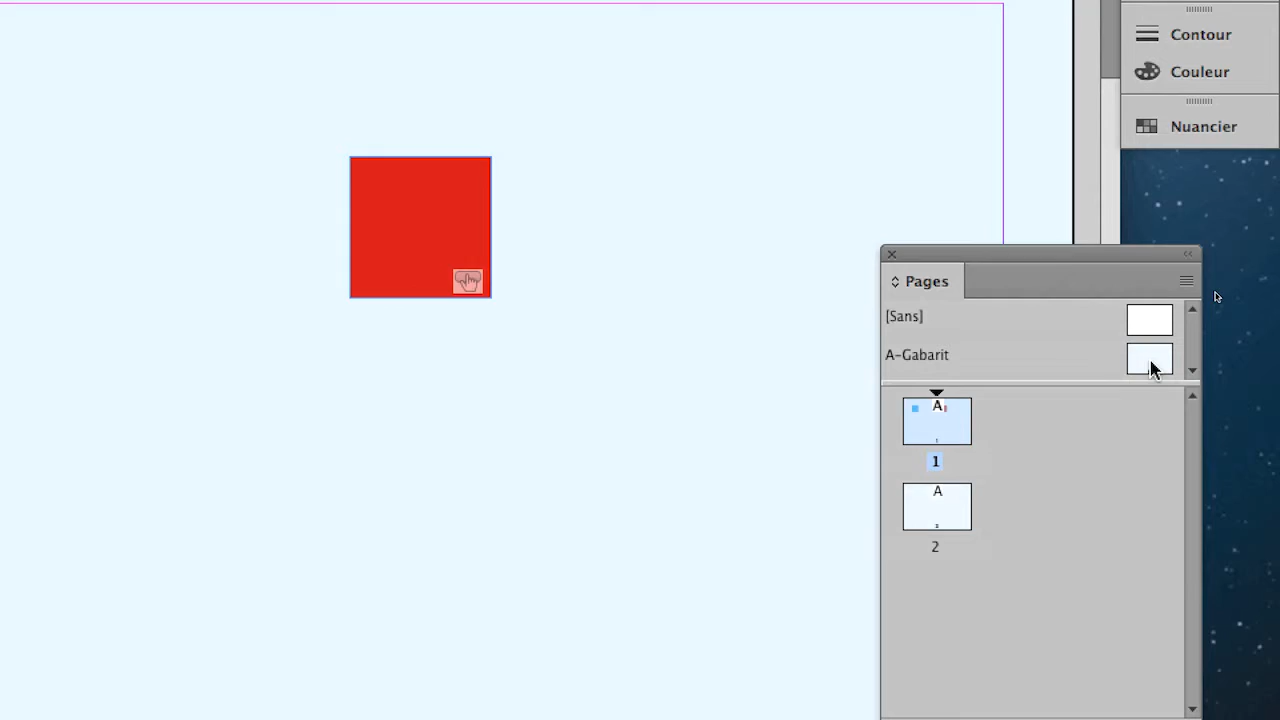 Contour
Couleur
Nuancier
Pages
[Sans]
A-Gabarit
A
1
A
2